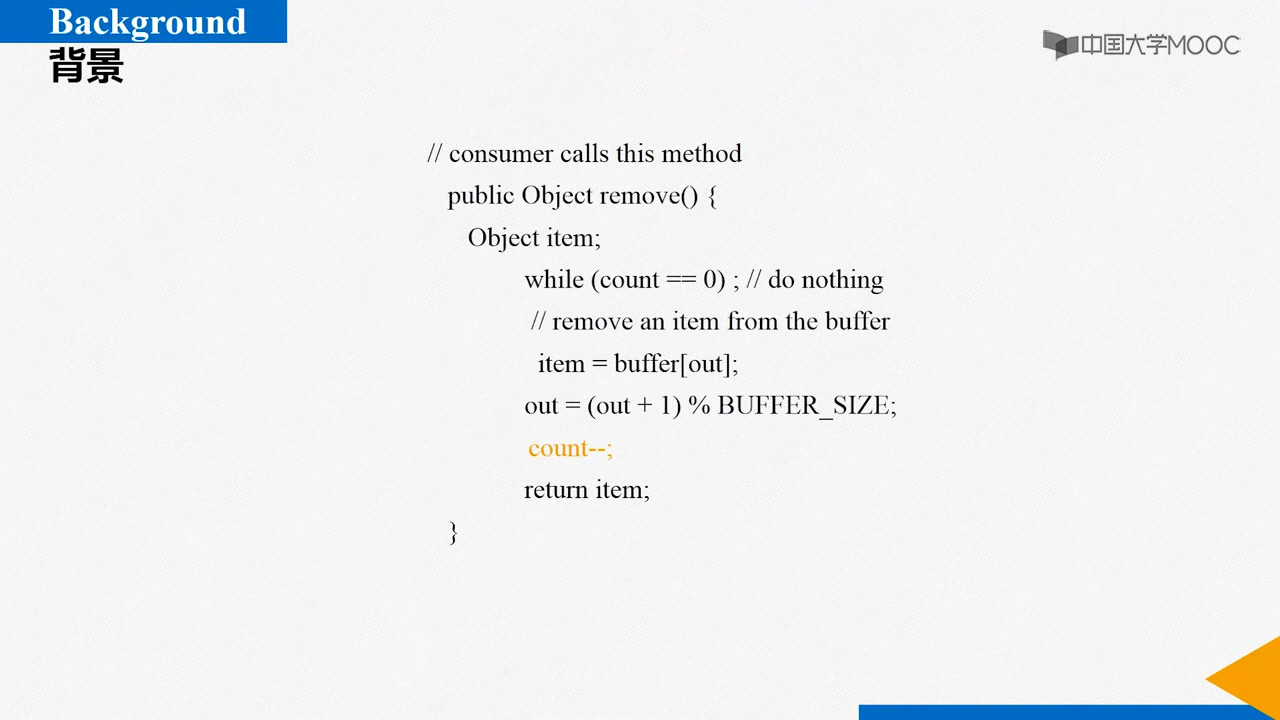 Background
背景
中国大学MOOC
// consumer calls this method
public Object remove() {
Object item;
while (count == 0) ; // do nothing
// remove an item from the buffer
item = buffer[out];
out = (out + 1) % BUFFER_SIZE;
count--;
return item;
}